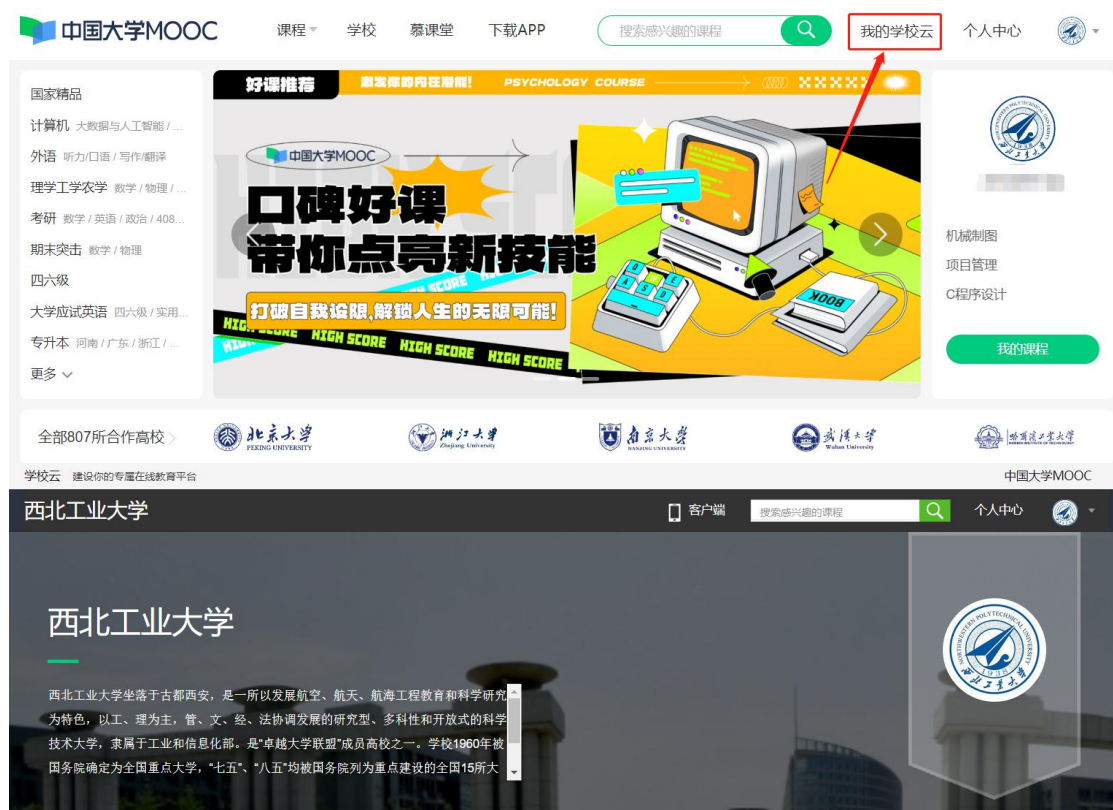 中国大学MOOC
课程
学校
慕课堂
下载APP
搜索感兴趣的课程
我的学校云
个人中心
国家精品
计算机 大数据与人工智能 / ...
外语 听力/口语 / 写作/翻译
理学工学农学 数学 / 物理 / ...
考研 数学 / 英语 / 政治 / 408...
期末突击 数学 / 物理
四六级
大学应试英语 四六级 / 实用...
专升本 河南 / 广东 / 浙江 / ...
更多
好课推荐
激发你的内在潜能!
PSYCHOLOGY COURSE
中国大学MOOC
口碑好课
带你点亮新技能
打破自我设限,解锁人生的无限可能!
HIGH SCORE HIGH SCORE HIGH SCORE
BOOK
机械制图
项目管理
C程序设计
我的课程
全部807所合作高校
北京大学
PEKING UNIVERSITY
浙江大学
Zhejiang University
南京大学
NANJING UNIVERSITY
武汉大学
Wuhan University
哈尔滨工业大学
学校云 建设你的专属在线教育平台
中国大学MOOC
西北工业大学
客户端
搜索感兴趣的课程
个人中心
西北工业大学
西北工业大学坐落于古都西安，是一所以发展航空、航天、航海工程教育和科学研究
为特色，以工、理为主，管、文、经、法协调发展的研究型、多科性和开放式的科学
技术大学，隶属于工业和信息化部。是“卓越大学联盟”成员高校之一。学校1960年被
国务院确定为全国重点大学，“七五”、“八五”均被国务院列为重点建设的全国15所大
NORTHWESTERN POLYTECHNICAL UNIVERSITY
1938
西北工业大学